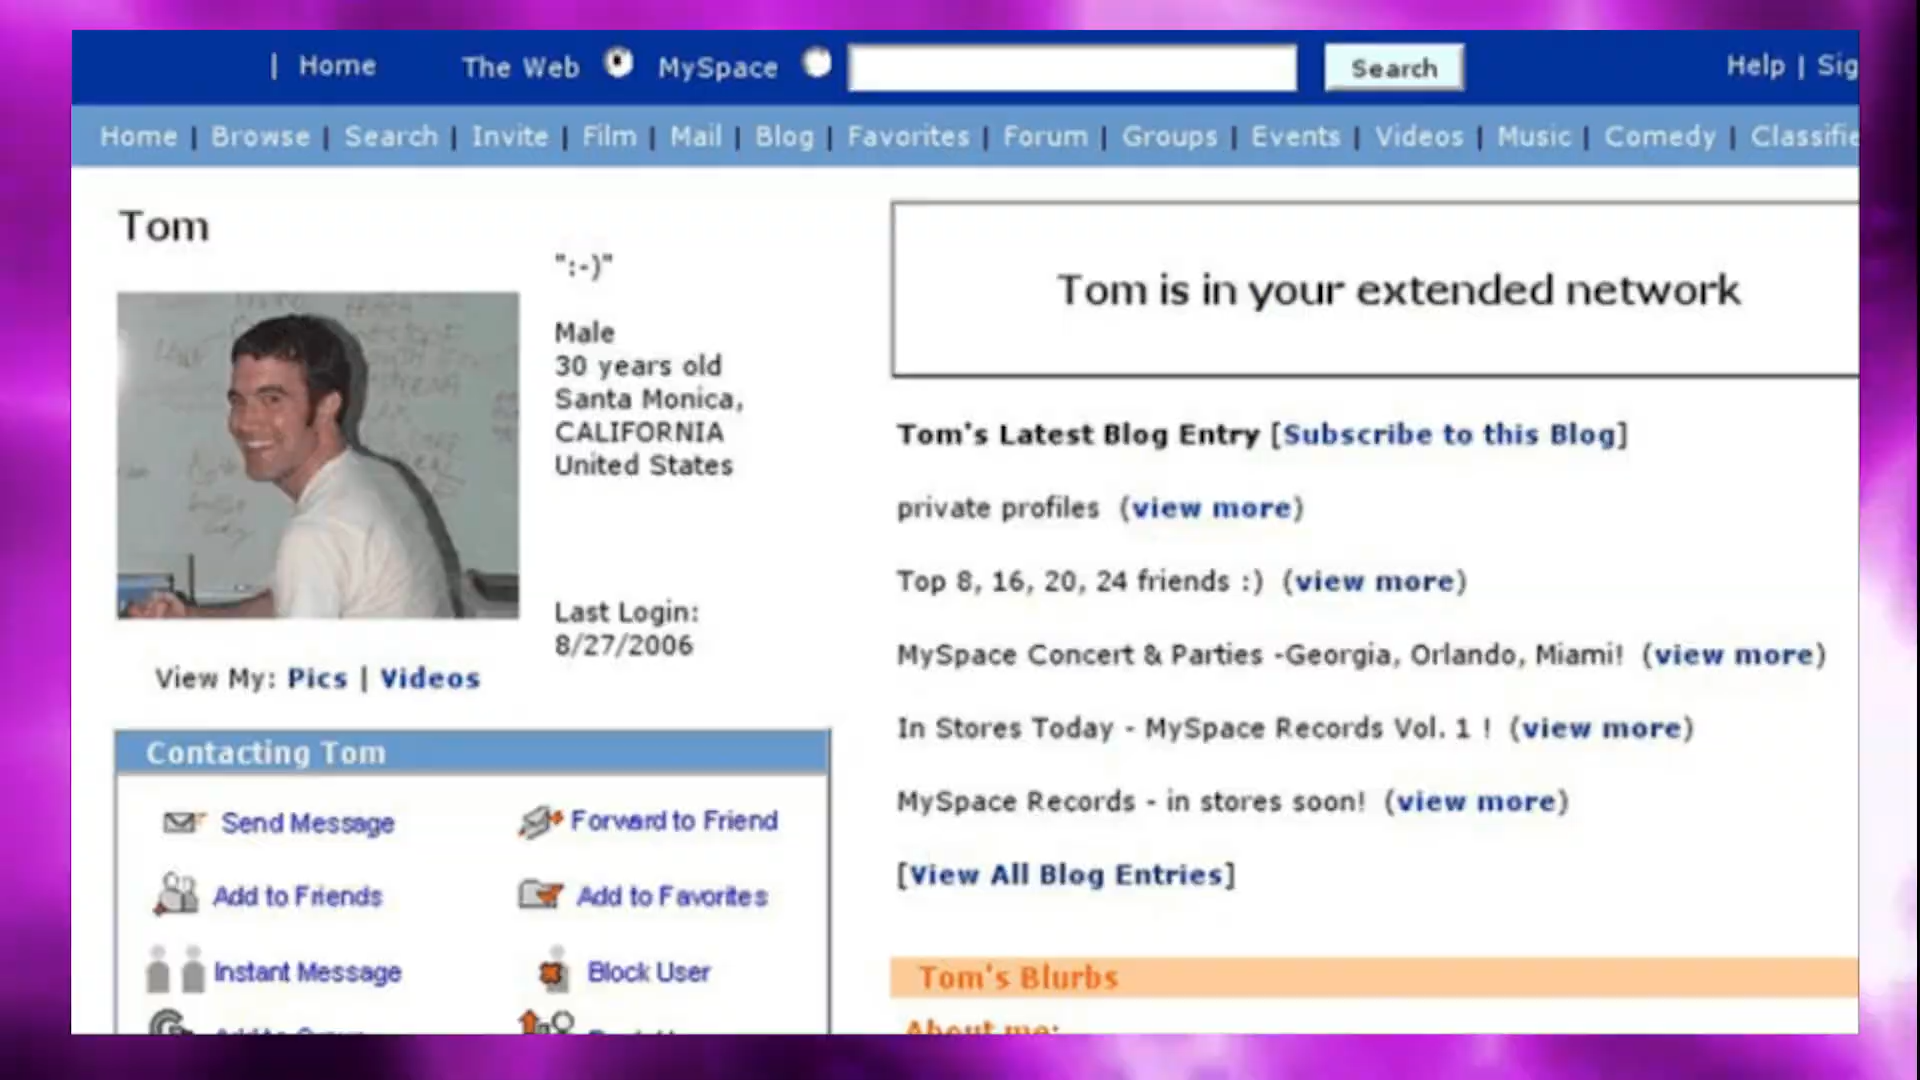 | Home The Web MySpace Search Help | Sig
Home | Browse | Search | Invite | Film | Mail | Blog | Favorites | Forum | Groups | Events | Videos | Music | Comedy | Classifie
Tom
":-)"
Male
30 years old
Santa Monica,
CALIFORNIA
United States
Last Login:
8/27/2006
View My: Pics | Videos
Contacting Tom
Send Message Forward to Friend
Add to Friends Add to Favorites
Instant Message Block User
Tom is in your extended network
Tom's Latest Blog Entry [Subscribe to this Blog]
private profiles (view more)
Top 8, 16, 20, 24 friends :) (view more)
MySpace Concert & Parties -Georgia, Orlando, Miami! (view more)
In Stores Today - MySpace Records Vol. 1 ! (view more)
MySpace Records - in stores soon! (view more)
[View All Blog Entries]
Tom's Blurbs
About me: